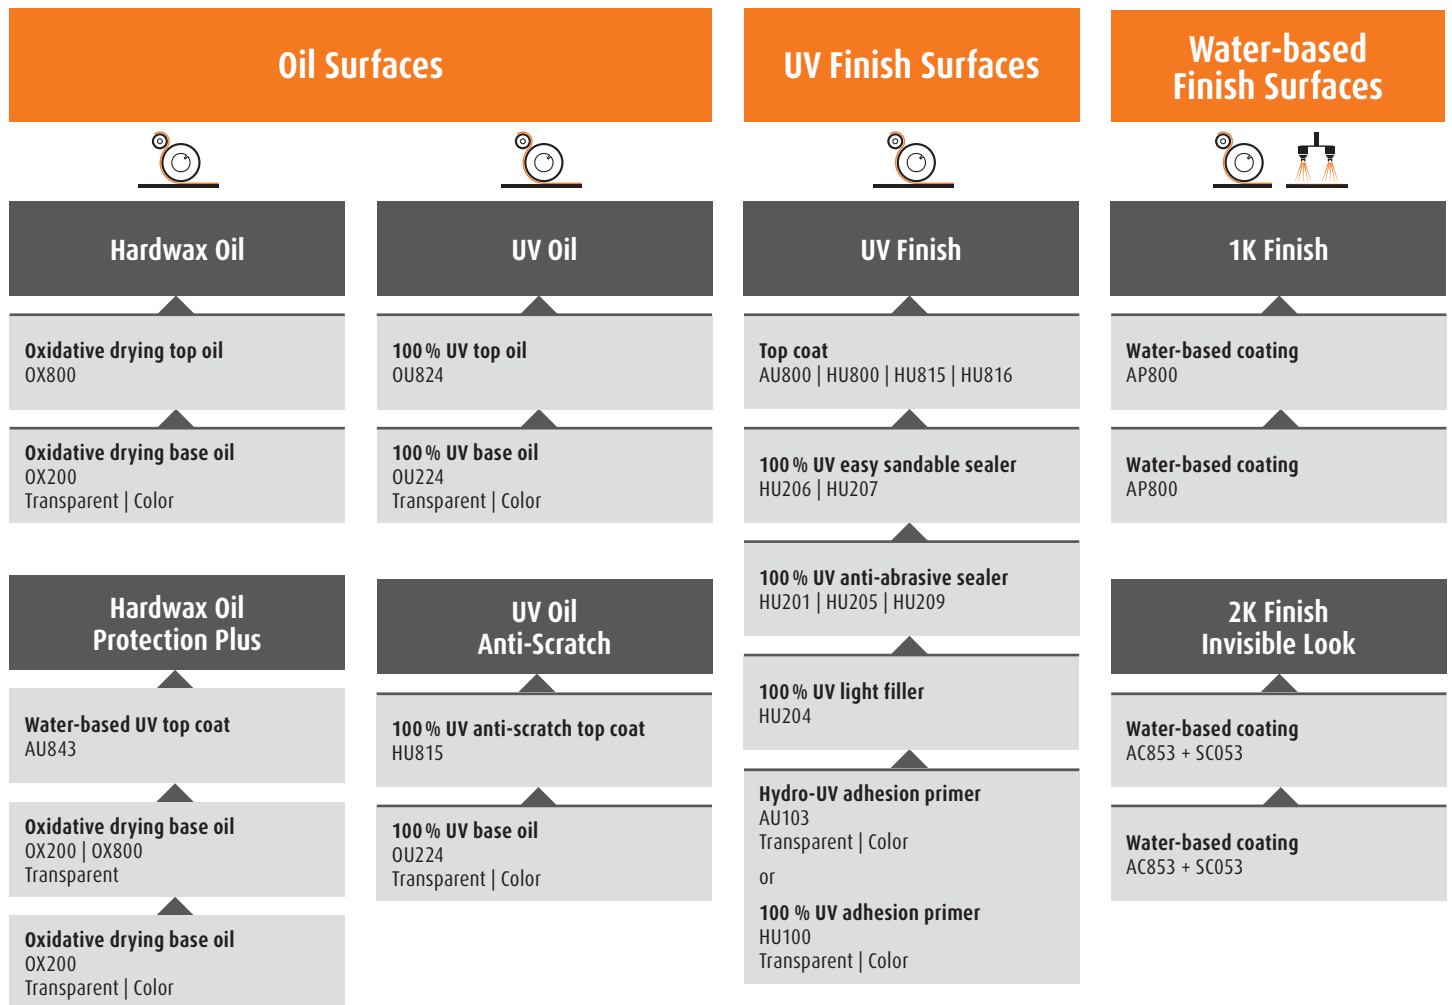 Oil Surfaces
Hardwax Oil
Oxidative drying top oil
OX800
Oxidative drying base oil
OX200
Transparent | Color
Hardwax Oil
Protection Plus
Water-based UV top coat
AU843
Oxidative drying base oil
OX200 | OX800
Transparent
Oxidative drying base oil
OX200
Transparent | Color
UV Oil
100 % UV top oil
OU824
100 % UV base oil
OU224
Transparent | Color
UV Oil
Anti-Scratch
100 % UV anti-scratch top coat
HU815
100 % UV base oil
OU224
Transparent | Color
UV Finish Surfaces
UV Finish
Top coat
AU800 | HU800 | HU815 | HU816
100 % UV easy sandable sealer
HU206 | HU207
100 % UV anti-abrasive sealer
HU201 | HU205 | HU209
100 % UV light filler
HU204
Hydro-UV adhesion primer
AU103
Transparent | Color
or
100 % UV adhesion primer
HU100
Transparent | Color
Water-based
Finish Surfaces
1K Finish
Water-based coating
AP800
Water-based coating
AP800
2K Finish
Invisible Look
Water-based coating
AC853 + SC053
Water-based coating
AC853 + SC053